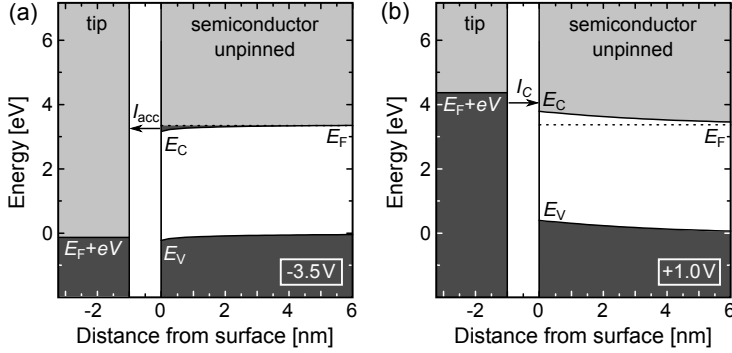 (a)
tip
semiconductor
unpinned
6
4
2
0
Energy [eV]
I_acc
E_C
E_F
E_F+eV
E_V
-3.5 V
-2
0
2
4
6
Distance from surface [nm]
(b)
tip
semiconductor
unpinned
6
4
2
0
Energy [eV]
I_C
E_C
E_F+eV
E_F
E_V
+1.0 V
-2
0
2
4
6
Distance from surface [nm]